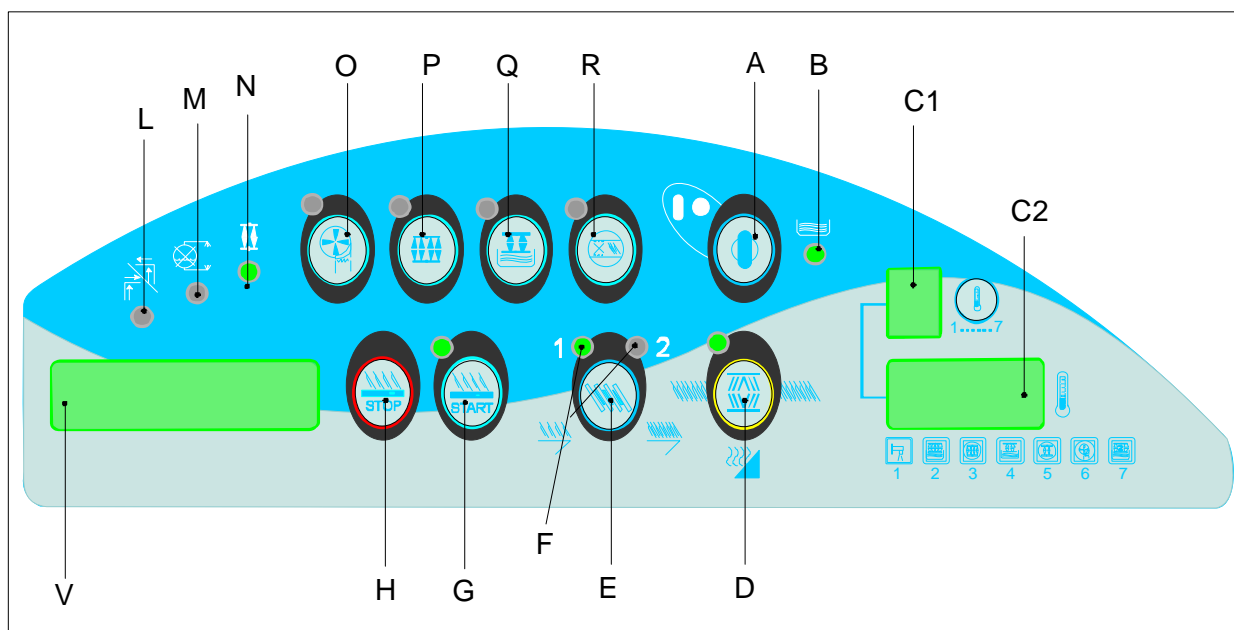 O P Q R A B
N
M
L
C1
C2
1......7
1 2
STOP START
1 2 3 4 5 6 7
F
V H G E D